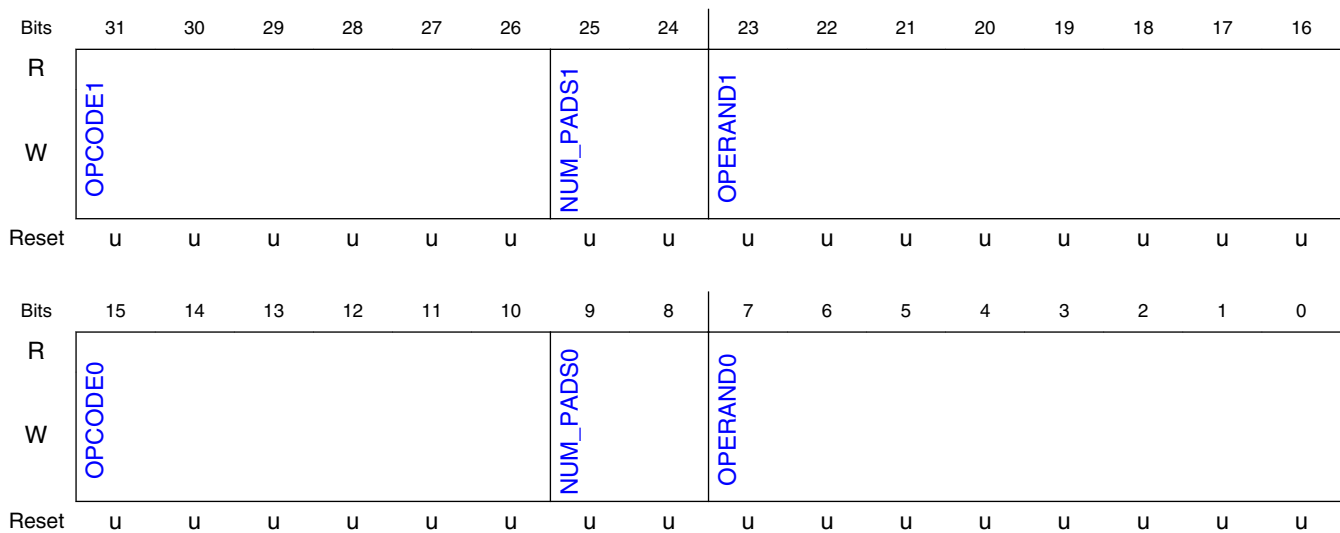 Bits 31 30 29 28 27 26 25 24 23 22 21 20 19 18 17 16
R
W
OPCODE1 NUM_PADS1 OPERAND1
Reset u u u u u u u u u u u u u u u u
Bits 15 14 13 12 11 10 9 8 7 6 5 4 3 2 1 0
R
W
OPCODE0 NUM_PADS0 OPERAND0
Reset u u u u u u u u u u u u u u u u